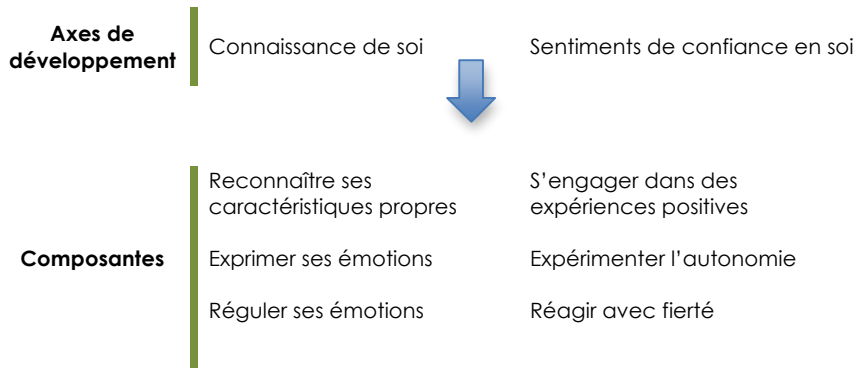 Axes de
développement
Connaissance de soi
Sentiments de confiance en soi
Composantes
Reconnaître ses
caractéristiques propres
S’engager dans des
expériences positives
Exprimer ses émotions
Expérimenter l’autonomie
Réguler ses émotions
Réagir avec fierté